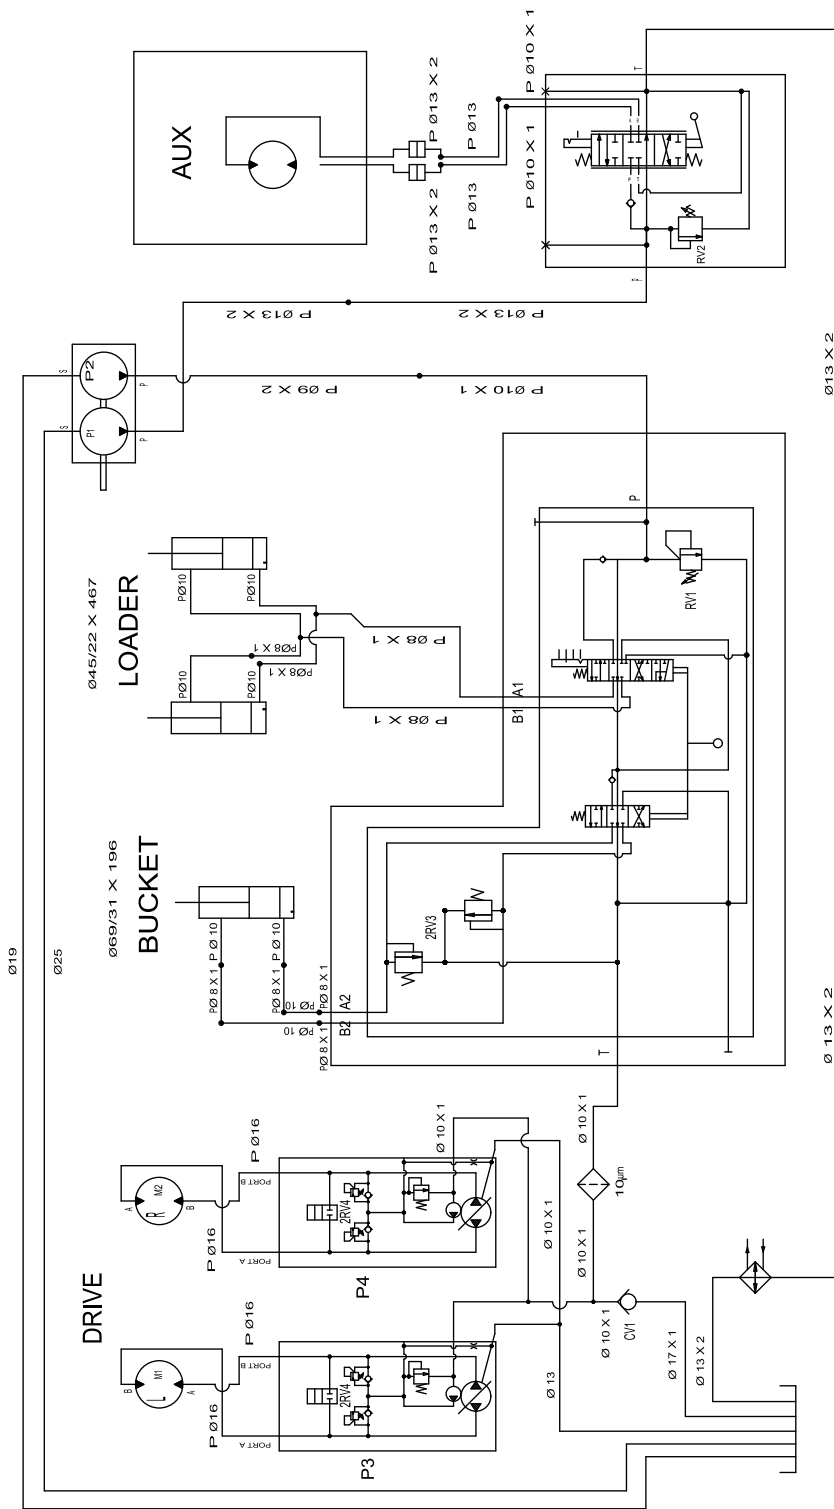 P Ø10 X 1
T
AUX
P Ø13 X 2
P Ø13
P Ø10 X 1
P Ø13 X 2
P Ø13
P
RV2
P Ø13 X 2
P Ø13 X 2
Ø13 X 2
S
P2
P
S
P1
P
P Ø9 X 2
P Ø10 X 1
P
Ø45/22 X 467
LOADER
PØ10
PØ10
PØ10
PØ10
PØ8 X 1
PØ8 X 1
P Ø8 X 1
P Ø8 X 1
A1
B1
RV1
Ø69/31 X 196
BUCKET
P Ø 10
P Ø 10
PØ 8 X 1
PØ 8 X 1
PØ 10
PØ 10
PØ 8 X 1
PØ 8 X 1
A2
B2
2RV3
T
Ø19
Ø25
Ø 13 X 2
DRIVE
A
M2
R
B
P Ø16
P Ø16
PORT B
PORT A
2RV4
P4
Ø 10 X 1
Ø 10 X 1
Ø 10 X 1
10µm
Ø 10 X 1
B
M1
L
A
P Ø16
P Ø16
PORT B
PORT A
2RV4
P3
Ø 13
Ø 10 X 1
CV1
Ø 17 X 1
Ø 13 X 2